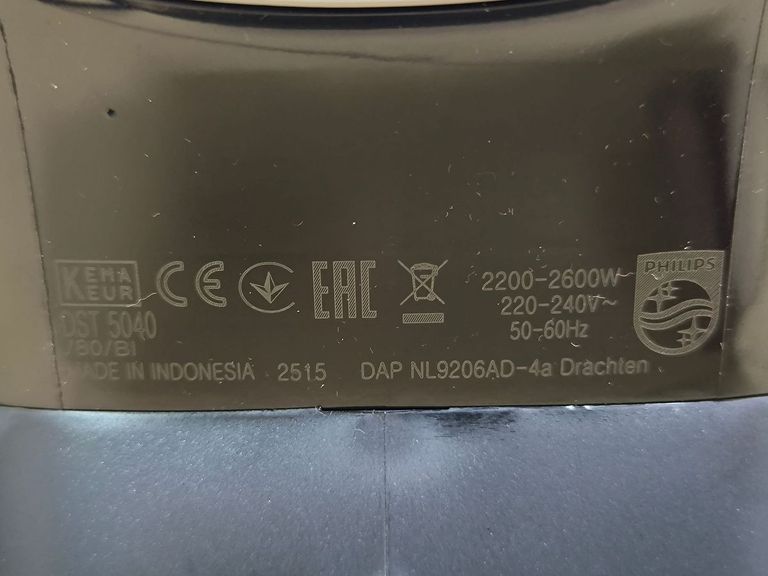 KEMA KEUR CE EAC
DST 5040
/80/BI
MADE IN INDONESIA 2515 DAP NL9206AD-4a Drachten
2200-2600W
220-240V~
50-60Hz
PHILIPS